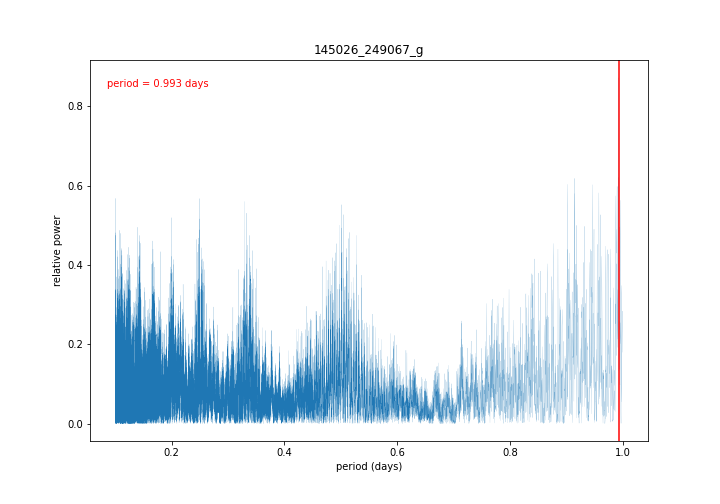 145026_249067_g
period = 0.993 days
0.8
0.6
0.4
0.2
0.0
relative power
0.2 0.4 0.6 0.8 1.0
period (days)